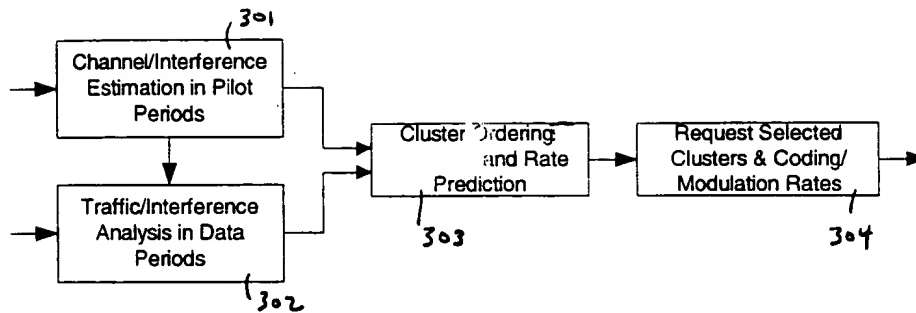 301
Channel/Interference
Estimation in Pilot
Periods
Traffic/Interference
Analysis in Data
Periods
302
Cluster Ordering
and Rate
Prediction
303
Request Selected
Clusters & Coding/
Modulation Rates
304